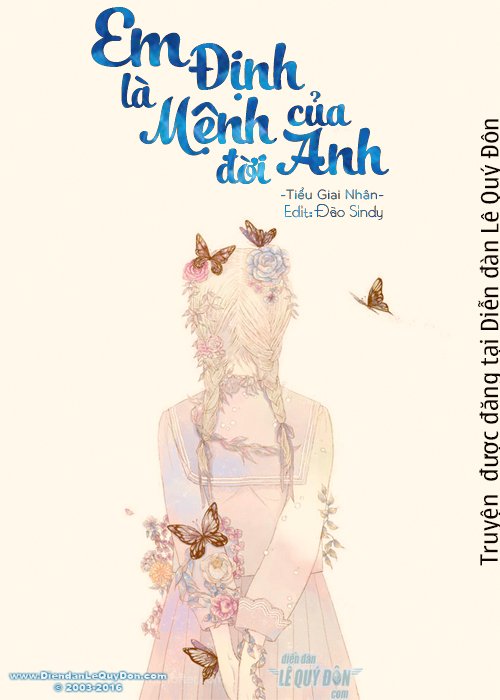 Em
là Định
Mệnh của
đời Anh
-Tiểu Giai Nhân-
Edit: Đào Sindy
Truyện được đăng tại Diễn đàn Lê Quý Đôn
www.DiendanLeQuyDon.com
© 2003-2016
diễn đàn
LÊ QUÝ ĐÔN
com